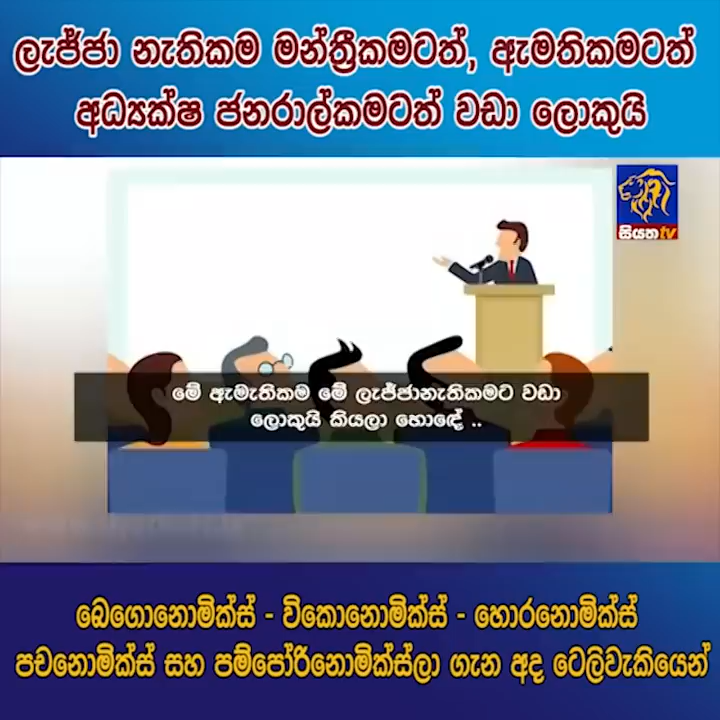 ලැජ්ජා නැතිකම මන්ත්‍රීකමටත්, ඇමතිකමටත්
අධ්‍යක්ෂ ජනරාල්කමටත් වඩා ලොකුයි
සියත tv
මේ ඇමැතිකම මේ ලැජ්ජානැතිකමට වඩා
ලොකුයි කියලා හොඳේ ..
බෙගොනොමික්ස් - විකොනොමික්ස් - හොරනොමික්ස්
පචනොමික්ස් සහ පම්පෝරිනොමික්ස්ලා ගැන අද ටෙලිවැකියෙන්